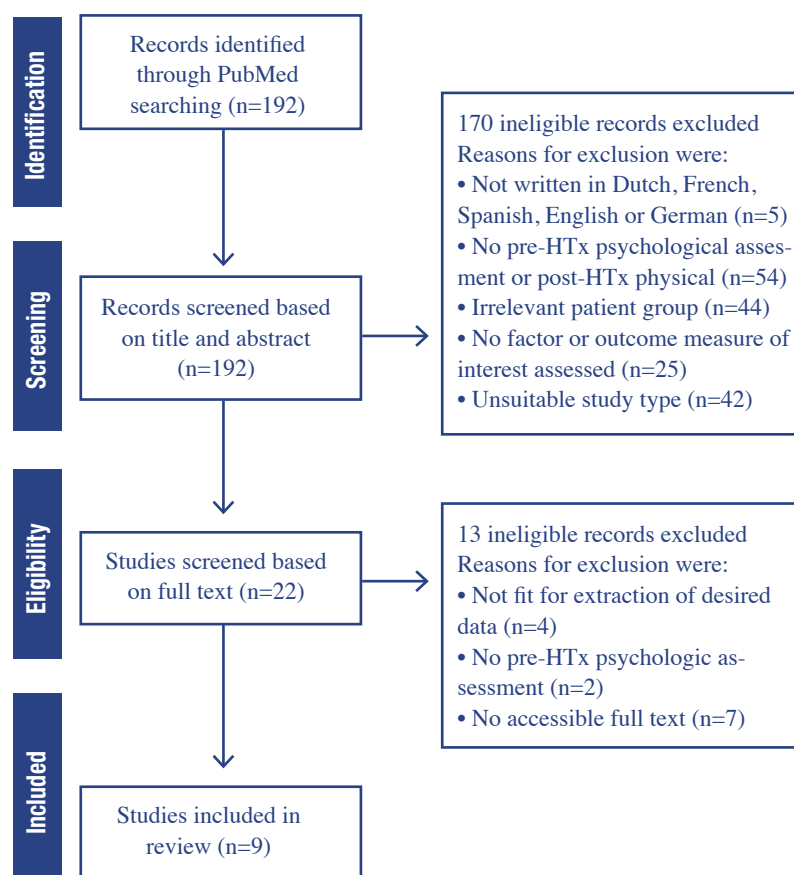 Identification
Records identified
through PubMed
searching (n=192)
170 ineligible records excluded
Reasons for exclusion were:
• Not written in Dutch, French,
Spanish, English or German (n=5)
• No pre-HTx psychological asses-
ment or post-HTx physical (n=54)
• Irrelevant patient group (n=44)
• No factor or outcome measure of
interest assessed (n=25)
• Unsuitable study type (n=42)
Screening
Records screened based
on title and abstract
(n=192)
Eligibility
Studies screened based
on full text (n=22)
13 ineligible records excluded
Reasons for exclusion were:
• Not fit for extraction of desired
data (n=4)
• No pre-HTx psychologic as-
sessment (n=2)
• No accessible full text (n=7)
Included
Studies included in
review (n=9)